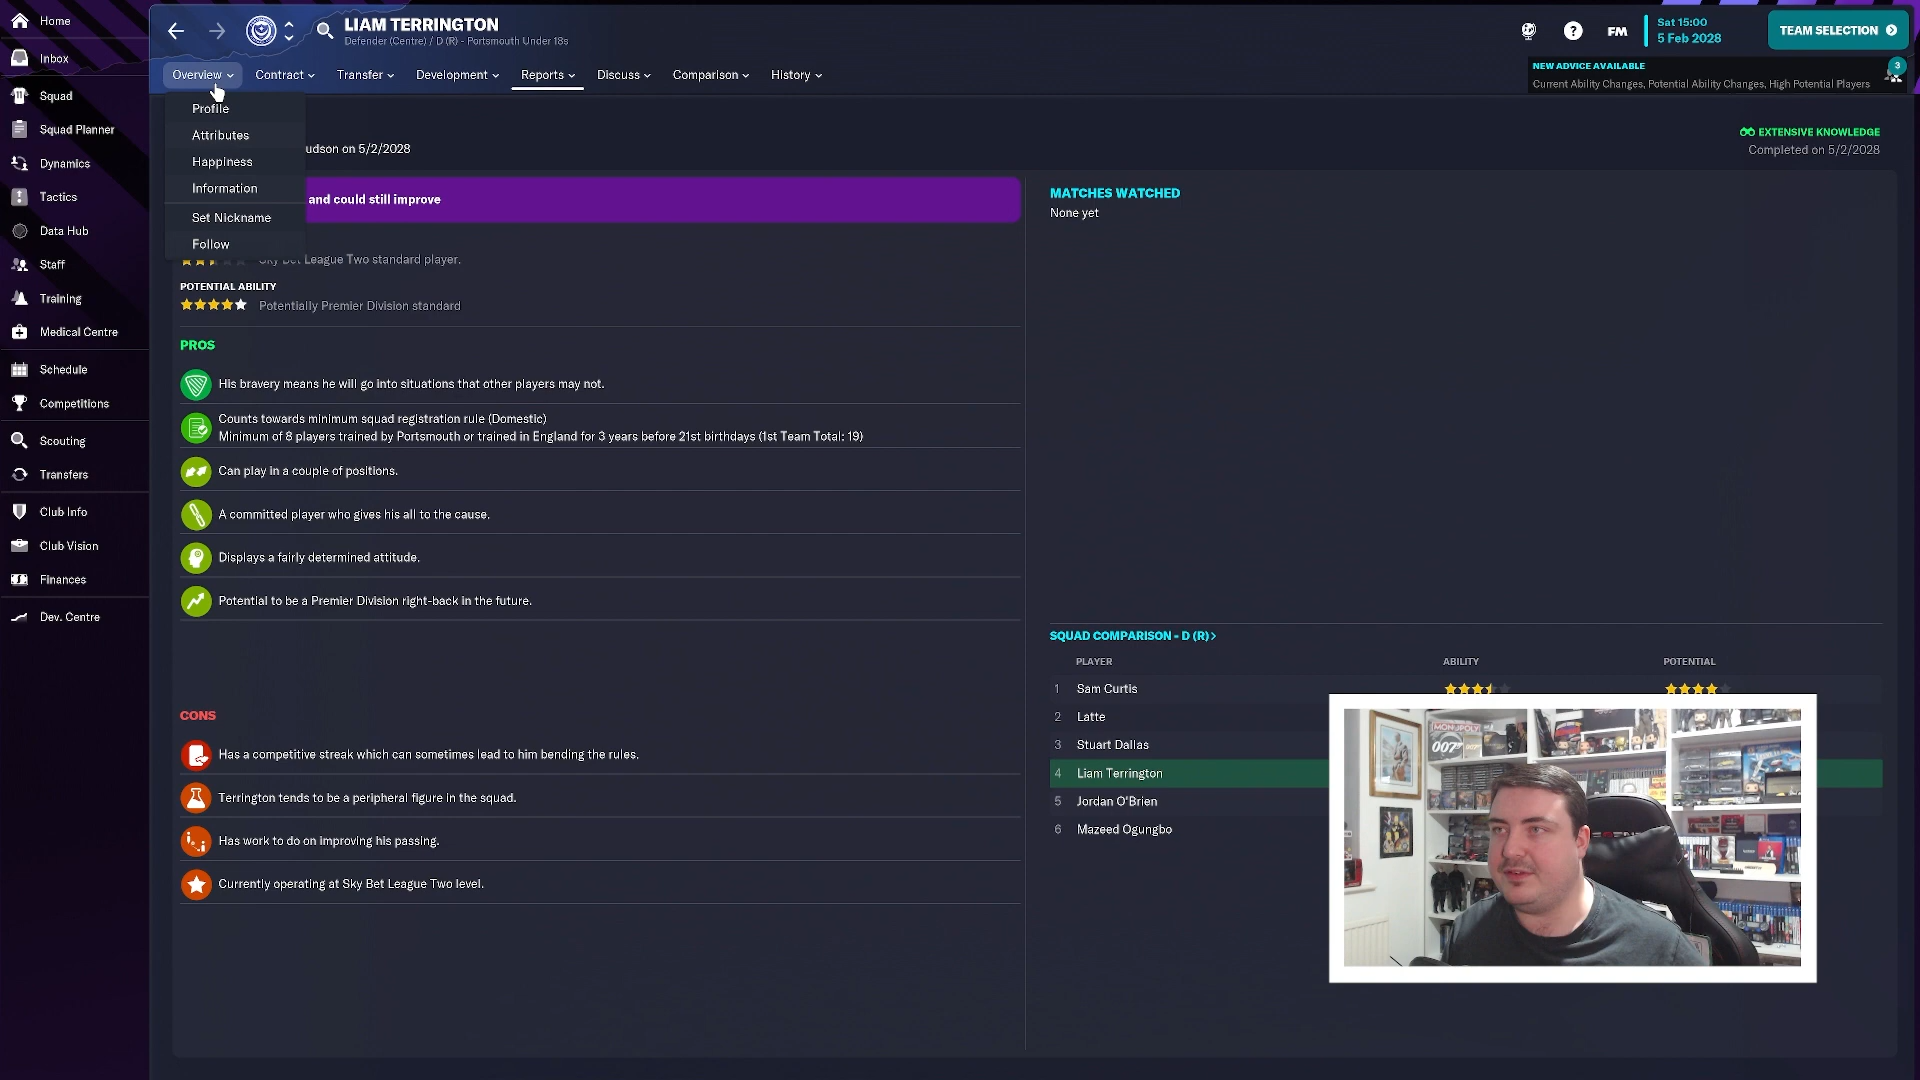 Home
Inbox
Squad
Squad Planner
Dynamics
Tactics
Data Hub
Staff
Training
Medical Centre
Schedule
Competitions
Scouting
Transfers
Club Info
Club Vision
Finances
Dev. Centre
LIAM TERRINGTON
Defender (Centre) / D (R) - Portsmouth Under 18s
FM
Sat 15:00
5 Feb 2028
TEAM SELECTION
Overview
Contract
Transfer
Development
Reports
Discuss
Comparison
History
NEW ADVICE AVAILABLE
3
Current Ability Changes, Potential Ability Changes, High Potential Players
Profile
Attributes
Happiness
Information
Set Nickname
Follow
udson on 5/2/2028
EXTENSIVE KNOWLEDGE
Completed on 5/2/2028
and could still improve
Sky Bet League Two standard player.
POTENTIAL ABILITY
Potentially Premier Division standard
PROS
His bravery means he will go into situations that other players may not.
Counts towards minimum squad registration rule (Domestic)
Minimum of 8 players trained by Portsmouth or trained in England for 3 years before 21st birthdays (1st Team Total: 19)
Can play in a couple of positions.
A committed player who gives his all to the cause.
Displays a fairly determined attitude.
Potential to be a Premier Division right-back in the future.
CONS
Has a competitive streak which can sometimes lead to him bending the rules.
Terrington tends to be a peripheral figure in the squad.
Has work to do on improving his passing.
Currently operating at Sky Bet League Two level.
MATCHES WATCHED
None yet
SQUAD COMPARISON - D (R)>
PLAYER ABILITY POTENTIAL
1 Sam Curtis
2 Latte
3 Stuart Dallas
4 Liam Terrington
5 Jordan O'Brien
6 Mazeed Ogungbo
MONOPOLY
007